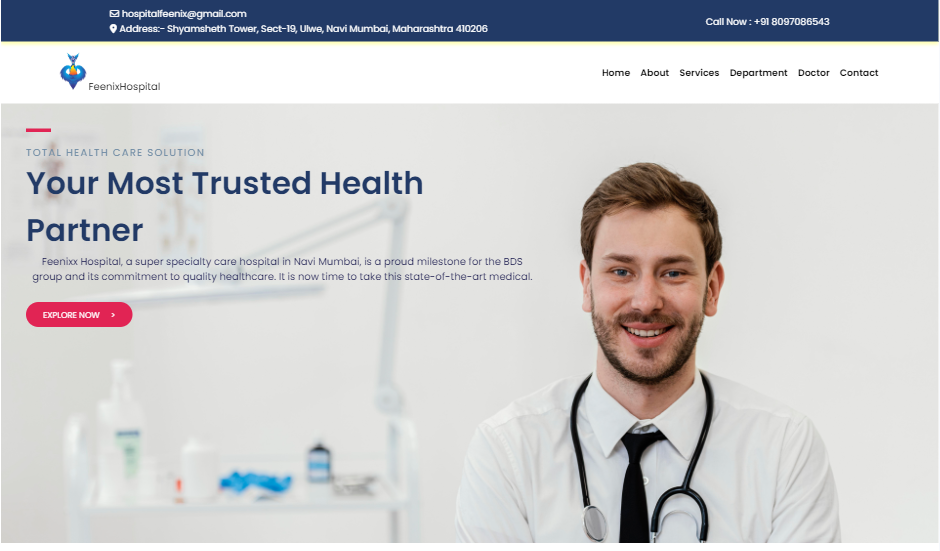 hospitalfeenix@gmail.com
Address:- Shyamsheth Tower, Sect-19, Ulwe, Navi Mumbai, Maharashtra 410206
Call Now : +91 8097086543
FeenixHospital
Home About Services Department Doctor Contact
TOTAL HEALTH CARE SOLUTION
Your Most Trusted Health
Partner
Feenixx Hospital, a super specialty care hospital in Navi Mumbai, is a proud milestone for the BDS
group and its commitment to quality healthcare. It is now time to take this state-of-the-art medical.
EXPLORE NOW >